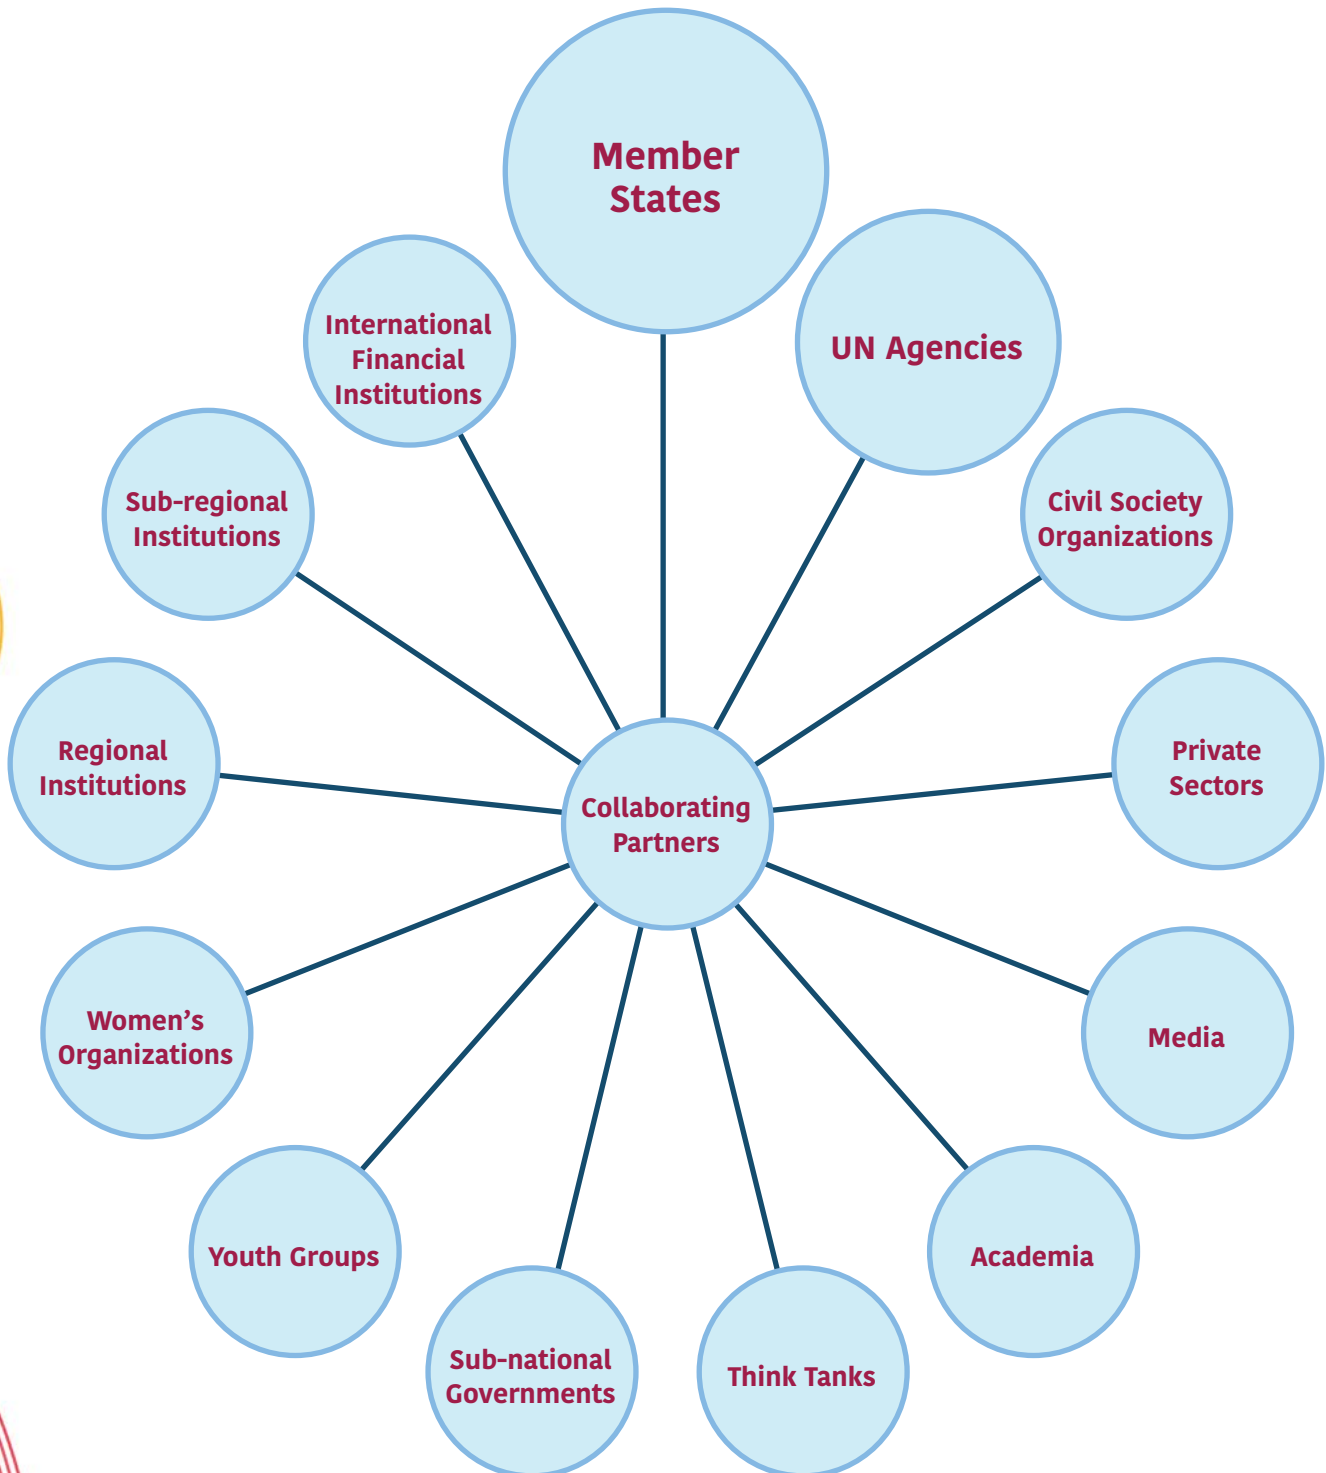 Member
States
UN Agencies
International
Financial
Institutions
Sub-regional
Institutions
Civil Society
Organizations
Regional
Institutions
Private
Sectors
Collaborating
Partners
Women’s
Organizations
Media
Youth Groups
Academia
Sub-national
Governments
Think Tanks